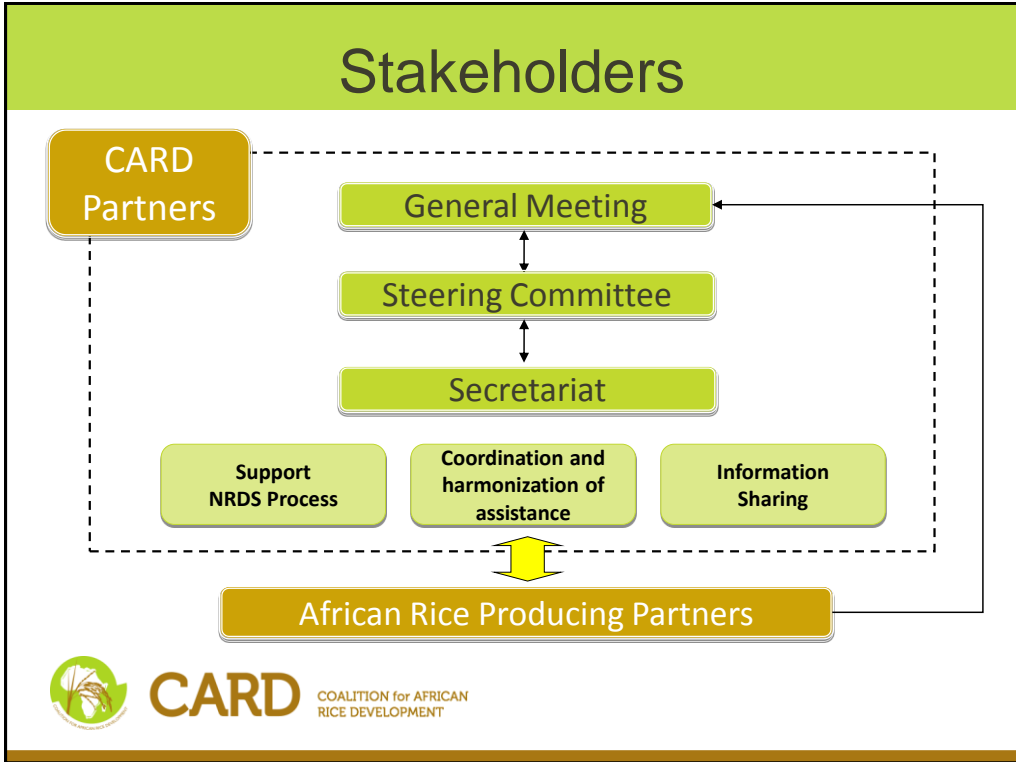 Stakeholders
CARD
Partners
General Meeting
Steering Committee
Secretariat
Support
NRDS Process
Coordination and
harmonization of
assistance
Information
Sharing
African Rice Producing Partners
CARD
COALITION for AFRICAN
RICE DEVELOPMENT